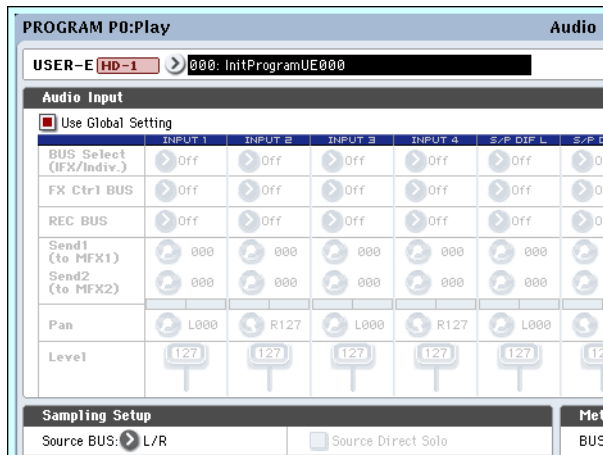 PROGRAM P0:Play Audio
USER-E HD-1 000: InitProgramUE000
Audio Input
Use Global Setting
INPUT 1 INPUT 2 INPUT 3 INPUT 4 S/P DIF L S/P
BUS Select
(IFX/Indiv.) Off Off Off Off Off
FX Ctrl BUS Off Off Off Off Off
REC BUS Off Off Off Off Off
Send1
(to MFX1) 000 000 000 000 000
Send2
(to MFX2) 000 000 000 000 000
Pan L000 R127 L000 R127 L000
Level 127 127 127 127 127
Sampling Setup Met
Source BUS: L/R Source Direct Solo BUS